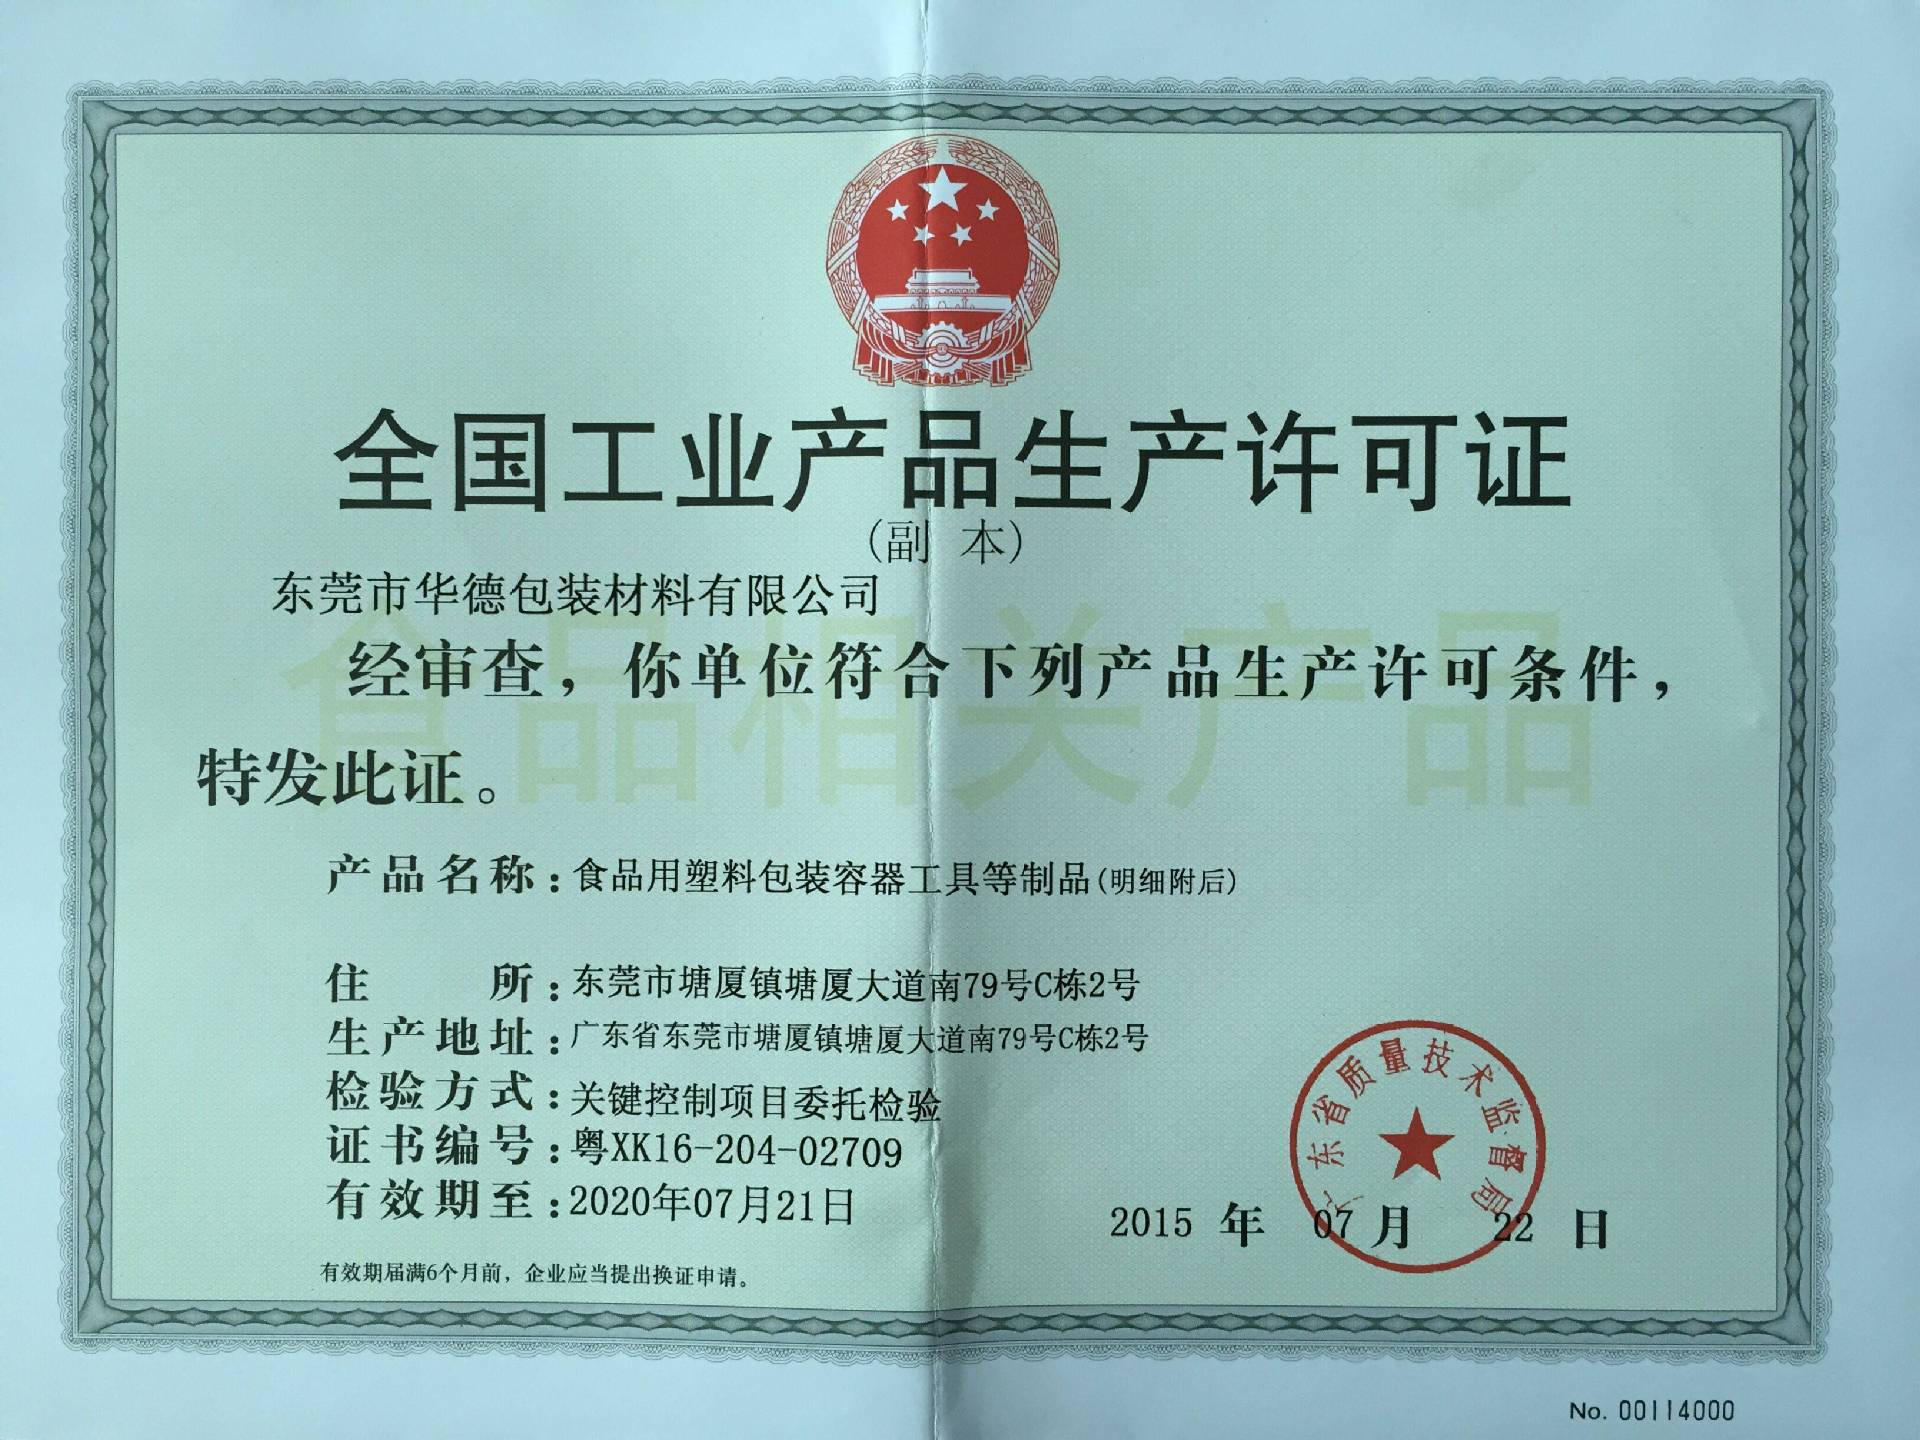 全国工业产品生产许可证
(副 本)
东莞市华德包装材料有限公司
食品相关产品
经审查，你单位符合下列产品生产许可条件，
特发此证。
产品名称：食品用塑料包装容器工具等制品(明细附后)
住 所：东莞市塘厦镇塘厦大道南79号C栋2号
生产地址：广东省东莞市塘厦镇塘厦大道南79号C栋2号
检验方式：关键控制项目委托检验
证书编号：粤XK16-204-02709
有效期至：2020年07月21日
广东省质量技术监督局
2015 年 07 月 22 日
有效期届满6个月前，企业应当提出换证申请。
No. 00114000